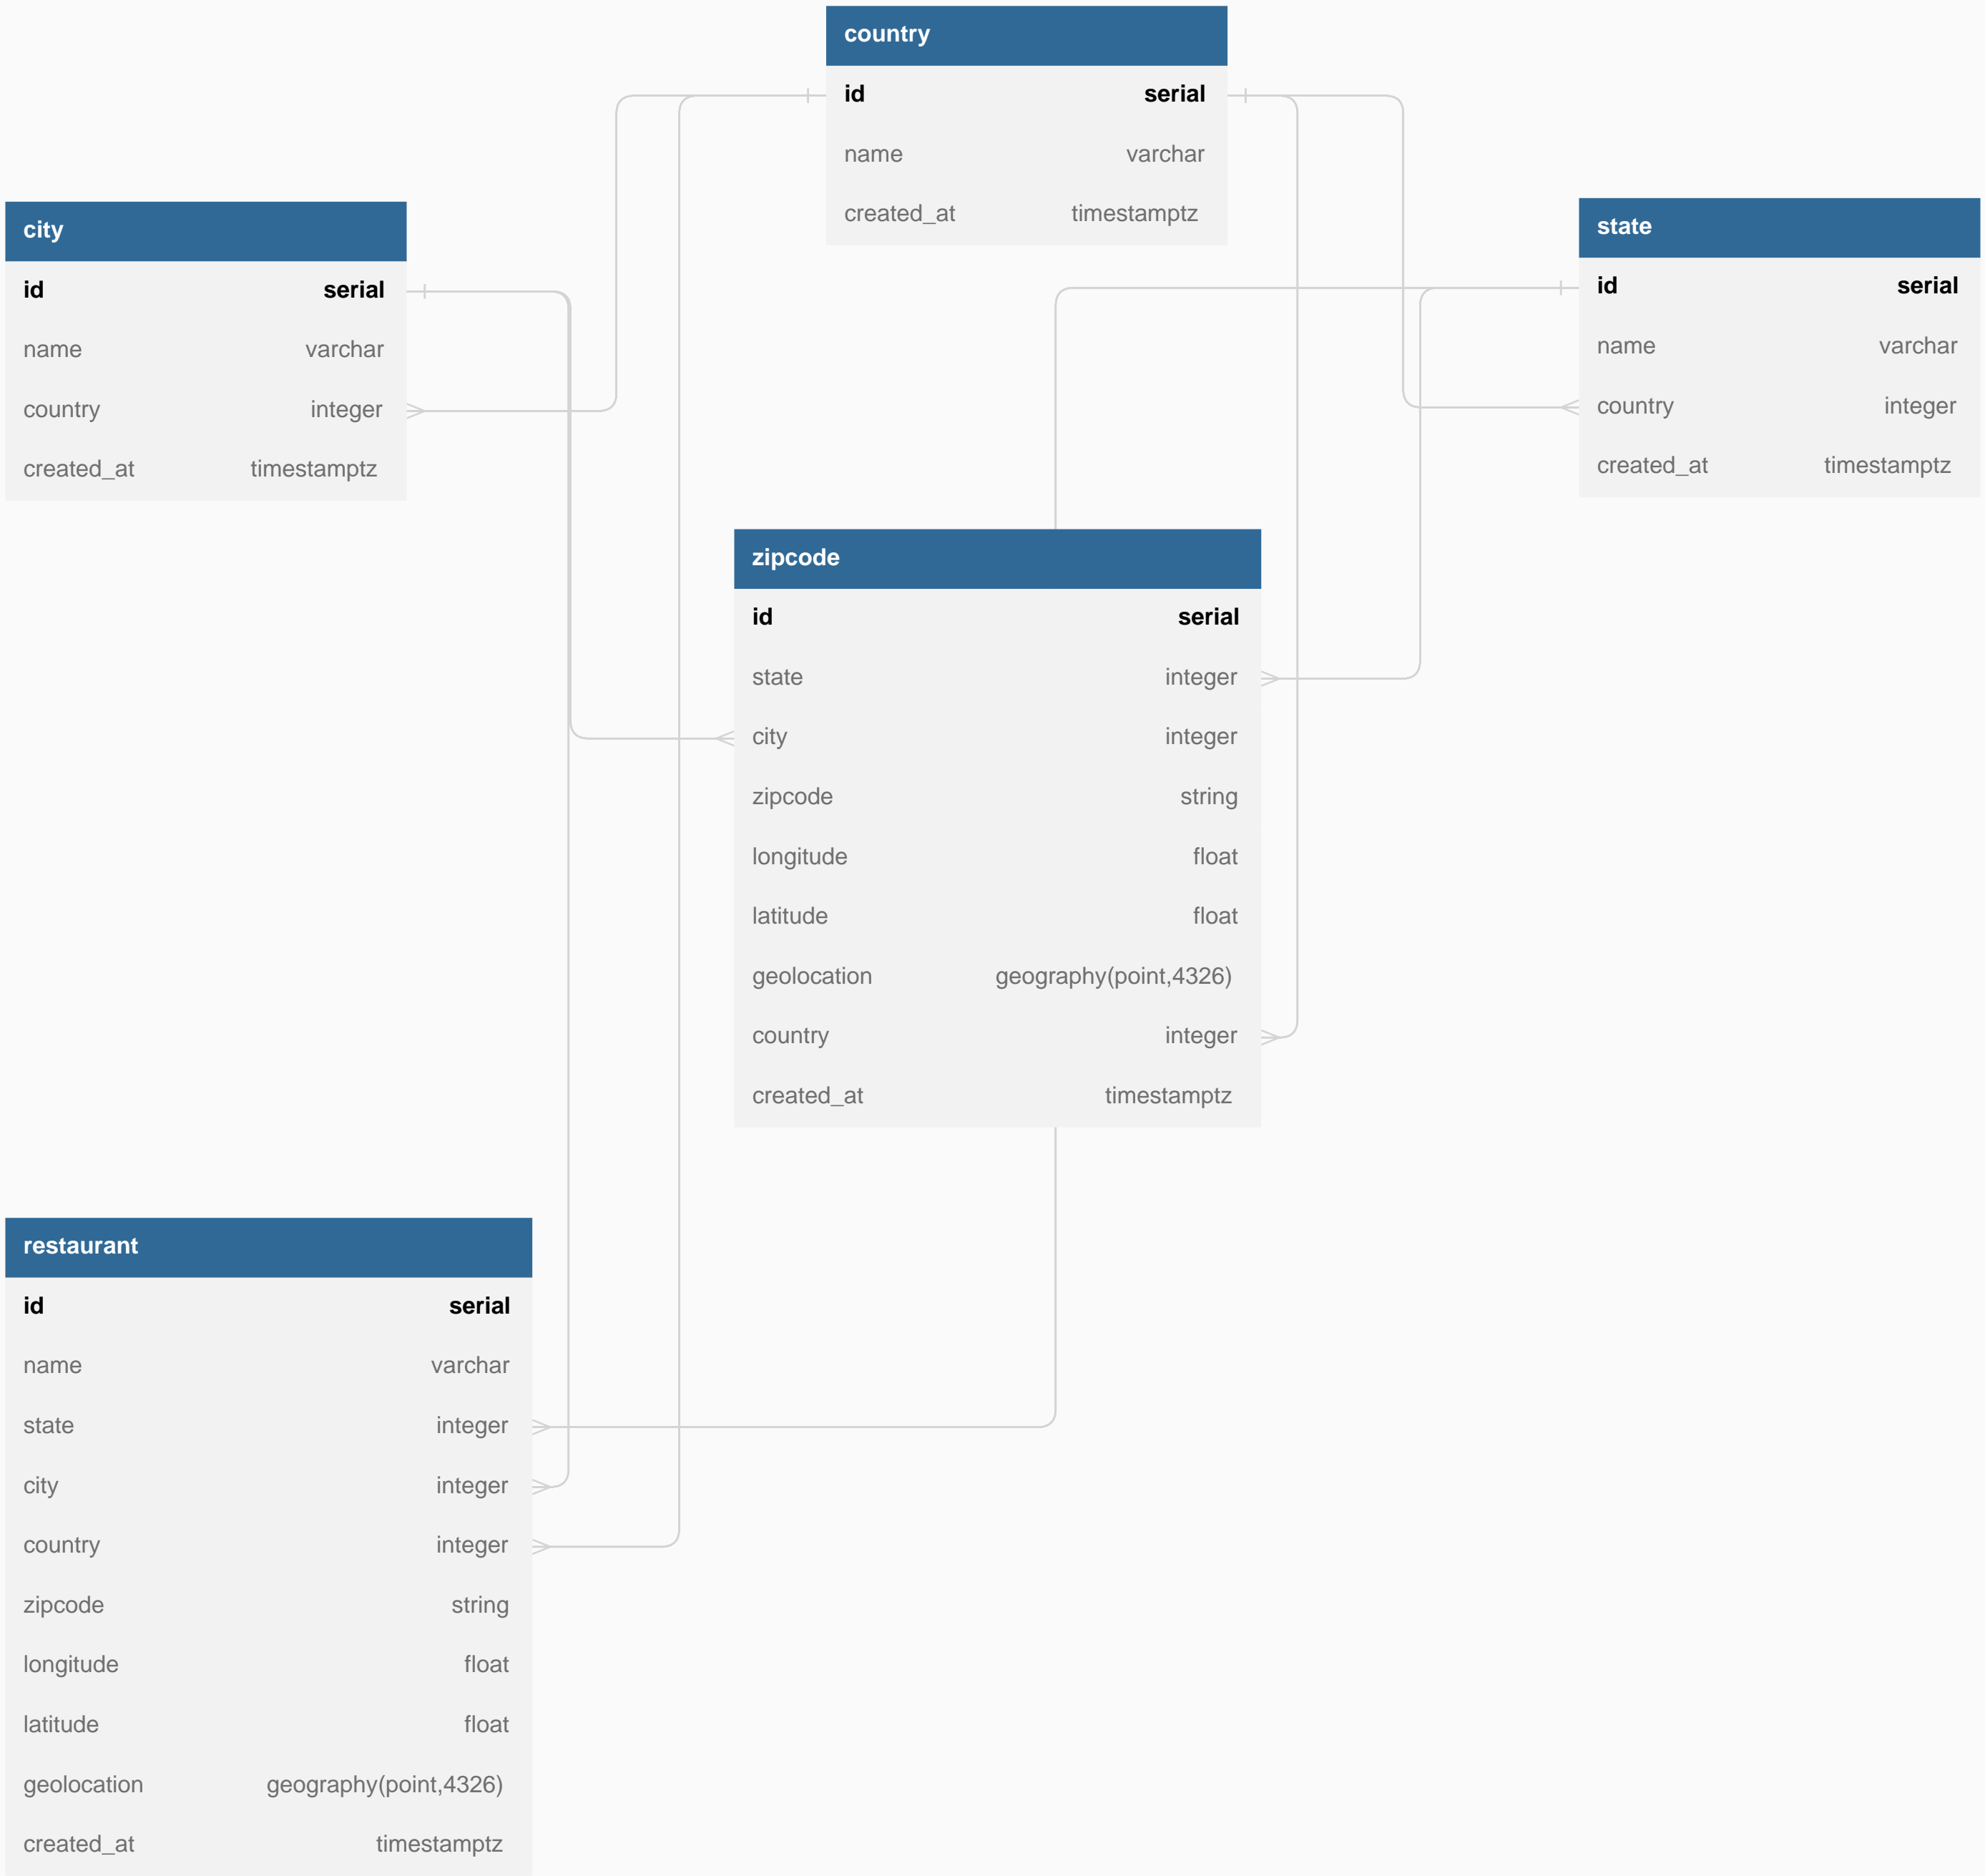 country
id serial
name varchar
created_at timestamptz
city
id serial
name varchar
country integer
created_at timestamptz
state
id serial
name varchar
country integer
created_at timestamptz
zipcode
id serial
state integer
city integer
zipcode string
longitude float
latitude float
geolocation geography(point,4326)
country integer
created_at timestamptz
restaurant
id serial
name varchar
state integer
city integer
country integer
zipcode string
longitude float
latitude float
geolocation geography(point,4326)
created_at timestamptz